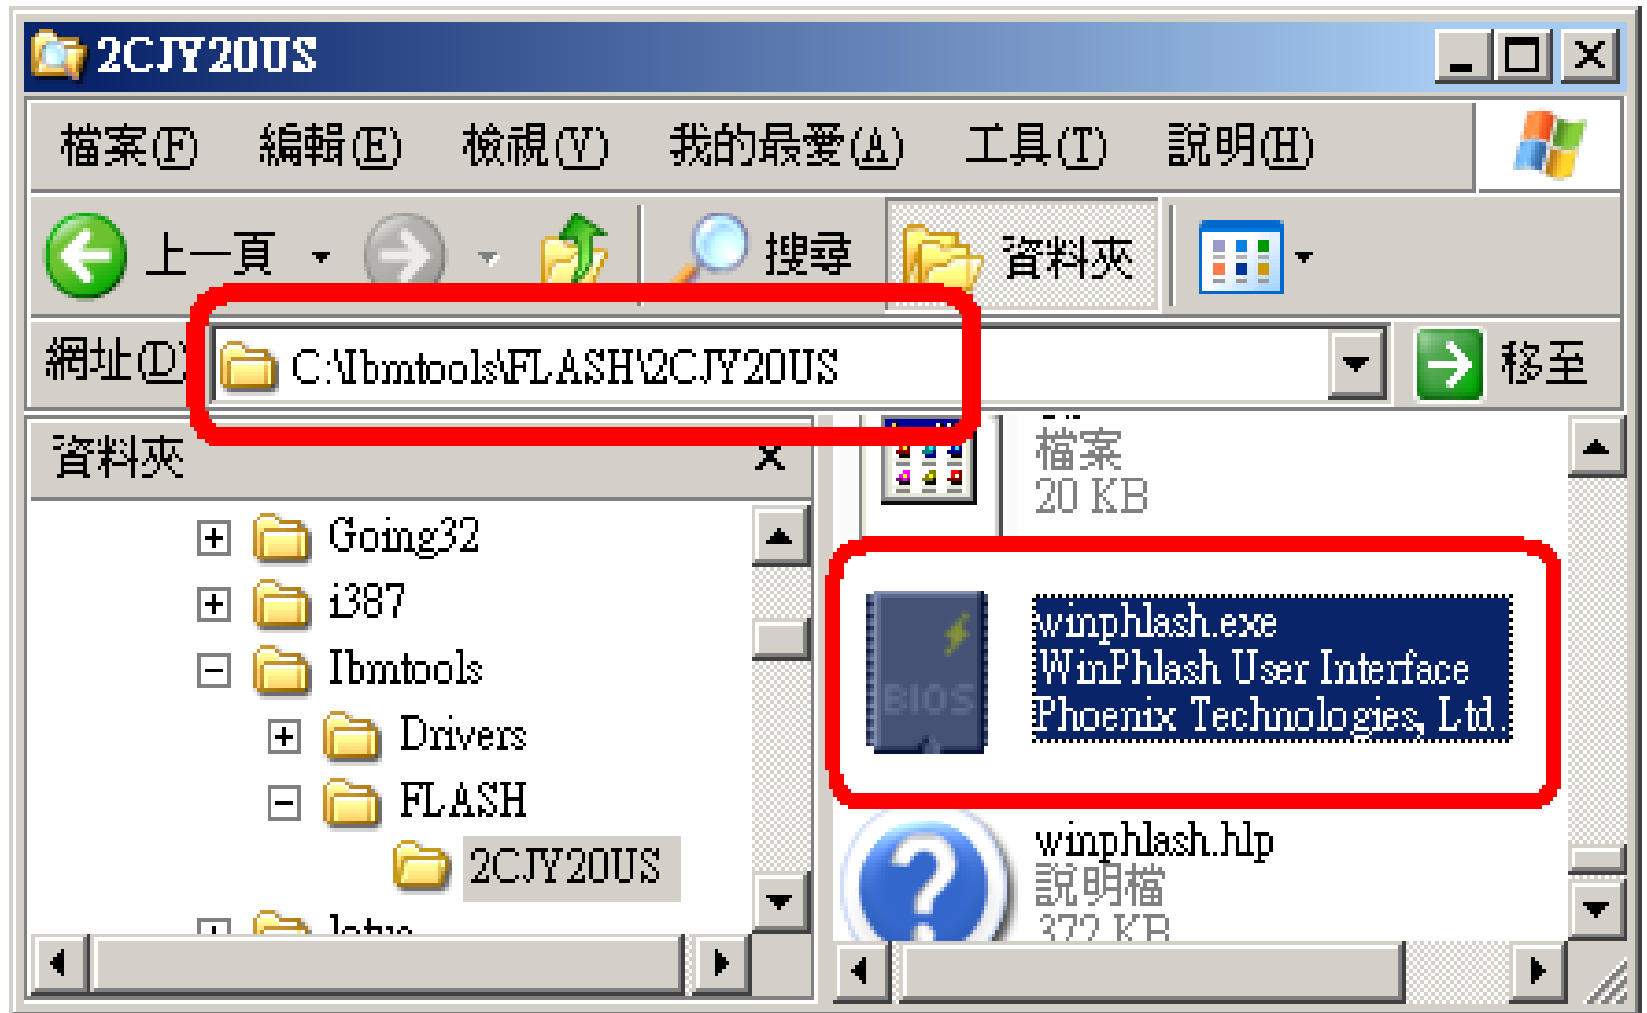 2CJY20US
檔案(F) 編輯(E) 檢視(V) 我的最愛(A) 工具(T) 說明(H)
上一頁 搜尋 資料夾
網址(D) C:\Ibmtools\FLASH\2CJY20US 移至
資料夾
Going32
i387
Ibmtools
Drivers
FLASH
2CJY20US
檔案
20 KB
BIOS
winphlash.exe
WinPhlash User Interface
Phoenix Technologies, Ltd.
winphlash.hlp
說明檔
372 KB